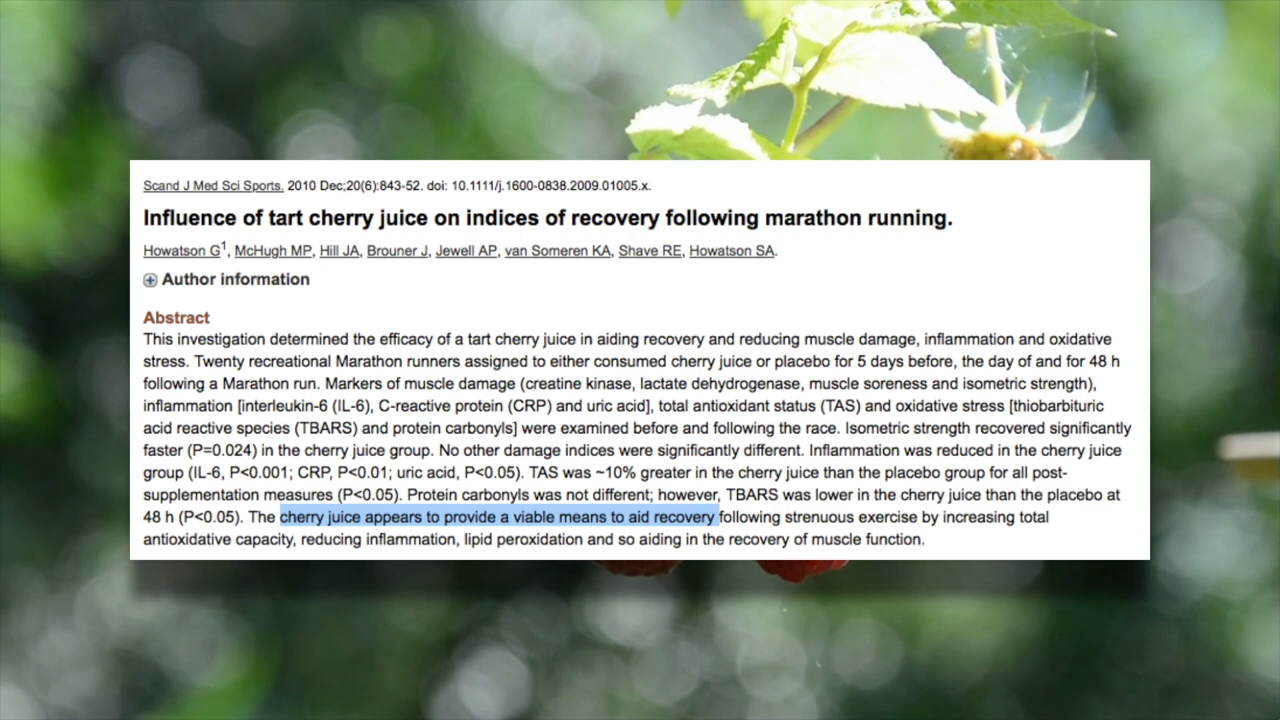 Scand J Med Sci Sports. 2010 Dec;20(6):843-52. doi: 10.1111/j.1600-0838.2009.01005.x.
Influence of tart cherry juice on indices of recovery following marathon running.
Howatson G1, McHugh MP, Hill JA, Brouner J, Jewell AP, van Someren KA, Shave RE, Howatson SA.
Author information
Abstract
This investigation determined the efficacy of a tart cherry juice in aiding recovery and reducing muscle damage, inflammation and oxidative
stress. Twenty recreational Marathon runners assigned to either consumed cherry juice or placebo for 5 days before, the day of and for 48 h
following a Marathon run. Markers of muscle damage (creatine kinase, lactate dehydrogenase, muscle soreness and isometric strength),
inflammation [interleukin-6 (IL-6), C-reactive protein (CRP) and uric acid], total antioxidant status (TAS) and oxidative stress [thiobarbituric
acid reactive species (TBARS) and protein carbonyls] were examined before and following the race. Isometric strength recovered significantly
faster (P=0.024) in the cherry juice group. No other damage indices were significantly different. Inflammation was reduced in the cherry juice
group (IL-6, P<0.001; CRP, P<0.01; uric acid, P<0.05). TAS was ~10% greater in the cherry juice than the placebo group for all post-
supplementation measures (P<0.05). Protein carbonyls was not different; however, TBARS was lower in the cherry juice than the placebo at
48 h (P<0.05). The cherry juice appears to provide a viable means to aid recovery following strenuous exercise by increasing total
antioxidative capacity, reducing inflammation, lipid peroxidation and so aiding in the recovery of muscle function.